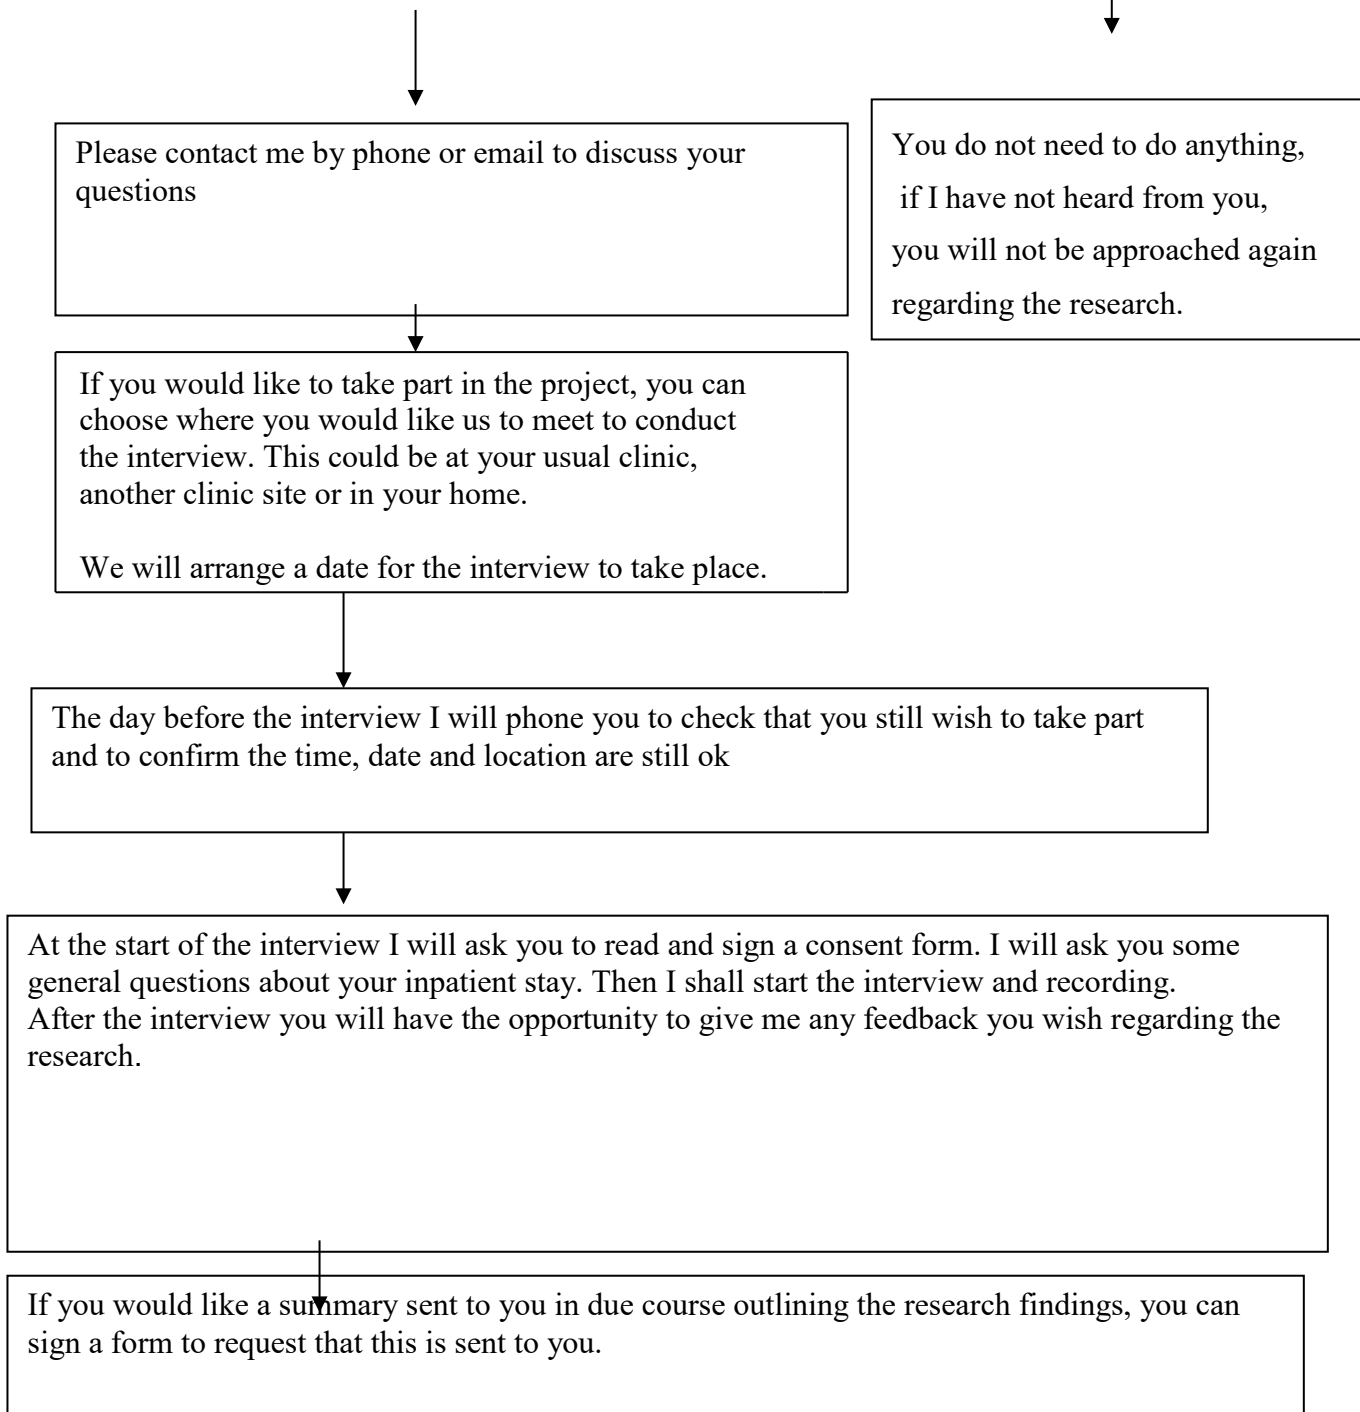 Please contact me by phone or email to discuss your
questions
You do not need to do anything,
if I have not heard from you,
you will not be approached again
regarding the research.
If you would like to take part in the project, you can
choose where you would like us to meet to conduct
the interview. This could be at your usual clinic,
another clinic site or in your home.
We will arrange a date for the interview to take place.
The day before the interview I will phone you to check that you still wish to take part
and to confirm the time, date and location are still ok
At the start of the interview I will ask you to read and sign a consent form. I will ask you some
general questions about your inpatient stay. Then I shall start the interview and recording.
After the interview you will have the opportunity to give me any feedback you wish regarding the
research.
If you would like a summary sent to you in due course outlining the research findings, you can
sign a form to request that this is sent to you.